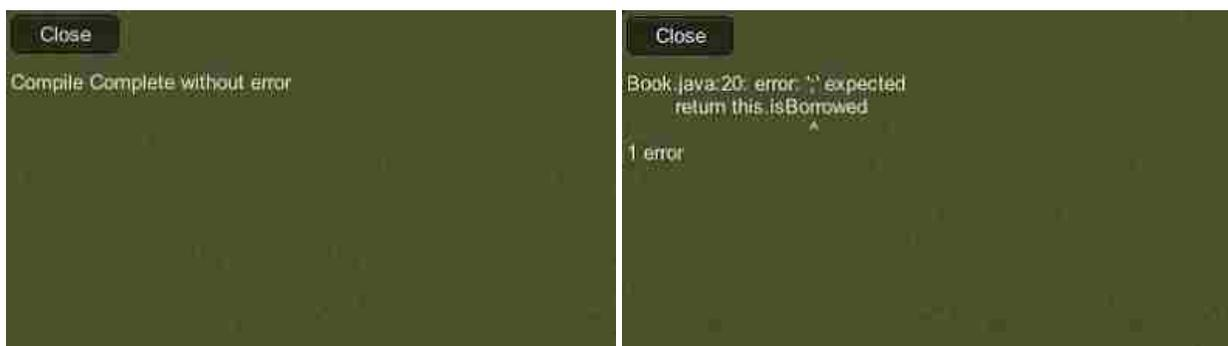 Close
Compile Complete without error
Close
Book.java:20: error: ';' expected
return this.isBorrowed
^
1 error